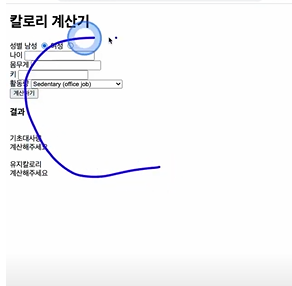 칼로리 계산기
성별 남성 여성
나이
몸무게
키
활동량 Sedentary (office job)
계산하기
결과
기초대사량
계산해주세요
유지칼로리
계산해주세요